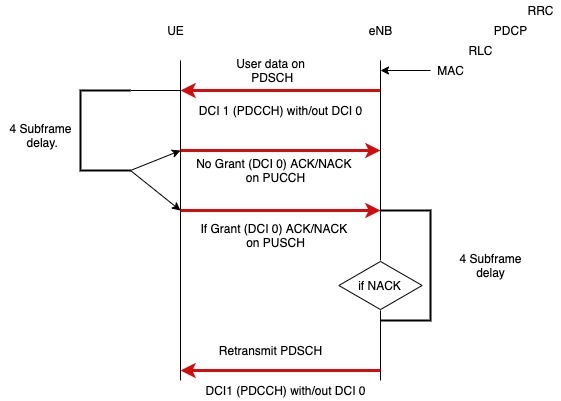 RRC
UE
eNB
PDCP
RLC
MAC
User data on
PDSCH
DCI 1 (PDCCH) with/out DCI 0
4 Subframe
delay.
No Grant (DCI 0) ACK/NACK
on PUCCH
If Grant (DCI 0) ACK/NACK
on PUSCH
4 Subframe
delay
if NACK
Retransmit PDSCH
DCI1 (PDCCH) with/out DCI 0